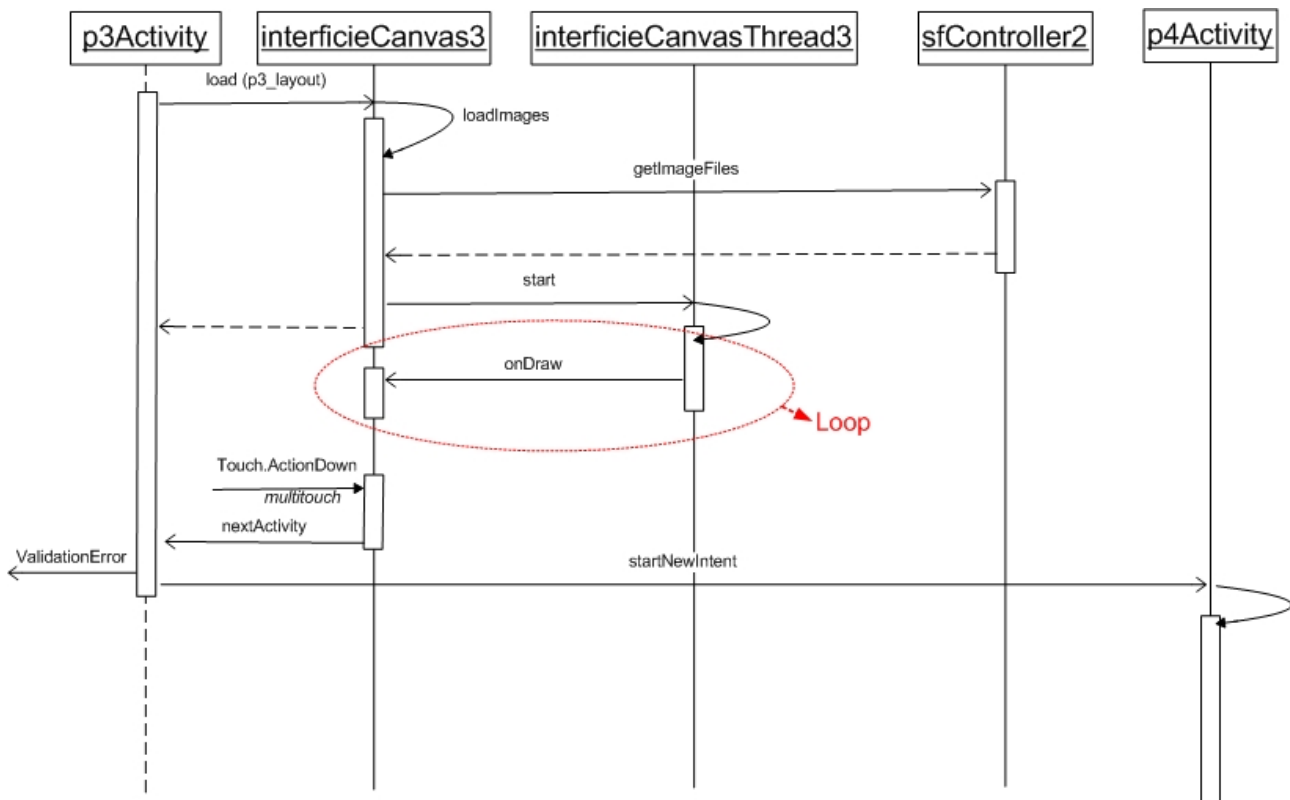 p3Activity
interficieCanvas3
interficieCanvasThread3
sfController2
p4Activity
load (p3_layout)
loadImages
getImageFiles
start
onDraw
Loop
Touch.ActionDown
multitouch
nextActivity
ValidationError
startNewIntent